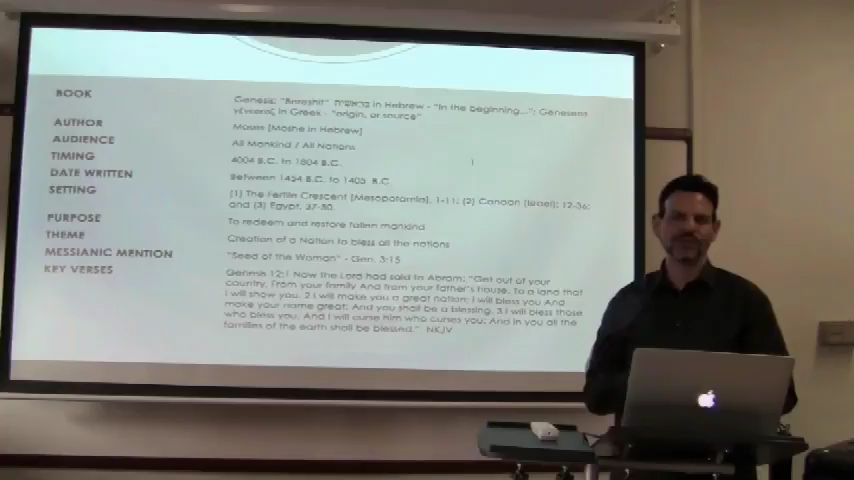 BOOK Genesis: "Bereshit" בראשית in Hebrew - "In the beginning..."; Geneseos
γένεσις in Greek - "origin, or source"
AUTHOR Moses [Moshe in Hebrew]
AUDIENCE All Mankind / All Nations
TIMING 4004 B.C. to 1804 B.C.
DATE WRITTEN Between 1454 B.C. to 1405 B.C
SETTING (1) The Fertile Crescent [Mesopotamia], 1-11; (2) Canaan [Israel]; 12-36;
and (3) Egypt, 37-50.
PURPOSE To redeem and restore fallen mankind
THEME Creation of a Nation to bless all the nations
MESSIANIC MENTION "Seed of the Woman" - Gen. 3:15
KEY VERSES Genesis 12:1 Now the Lord had said to Abram: "Get out of your
country, From your family And from your father's house, To a land that
I will show you. 2 I will make you a great nation; I will bless you And
make your name great; And you shall be a blessing. 3 I will bless those
who bless you, And I will curse him who curses you; And in you all the
families of the earth shall be blessed." NKJV